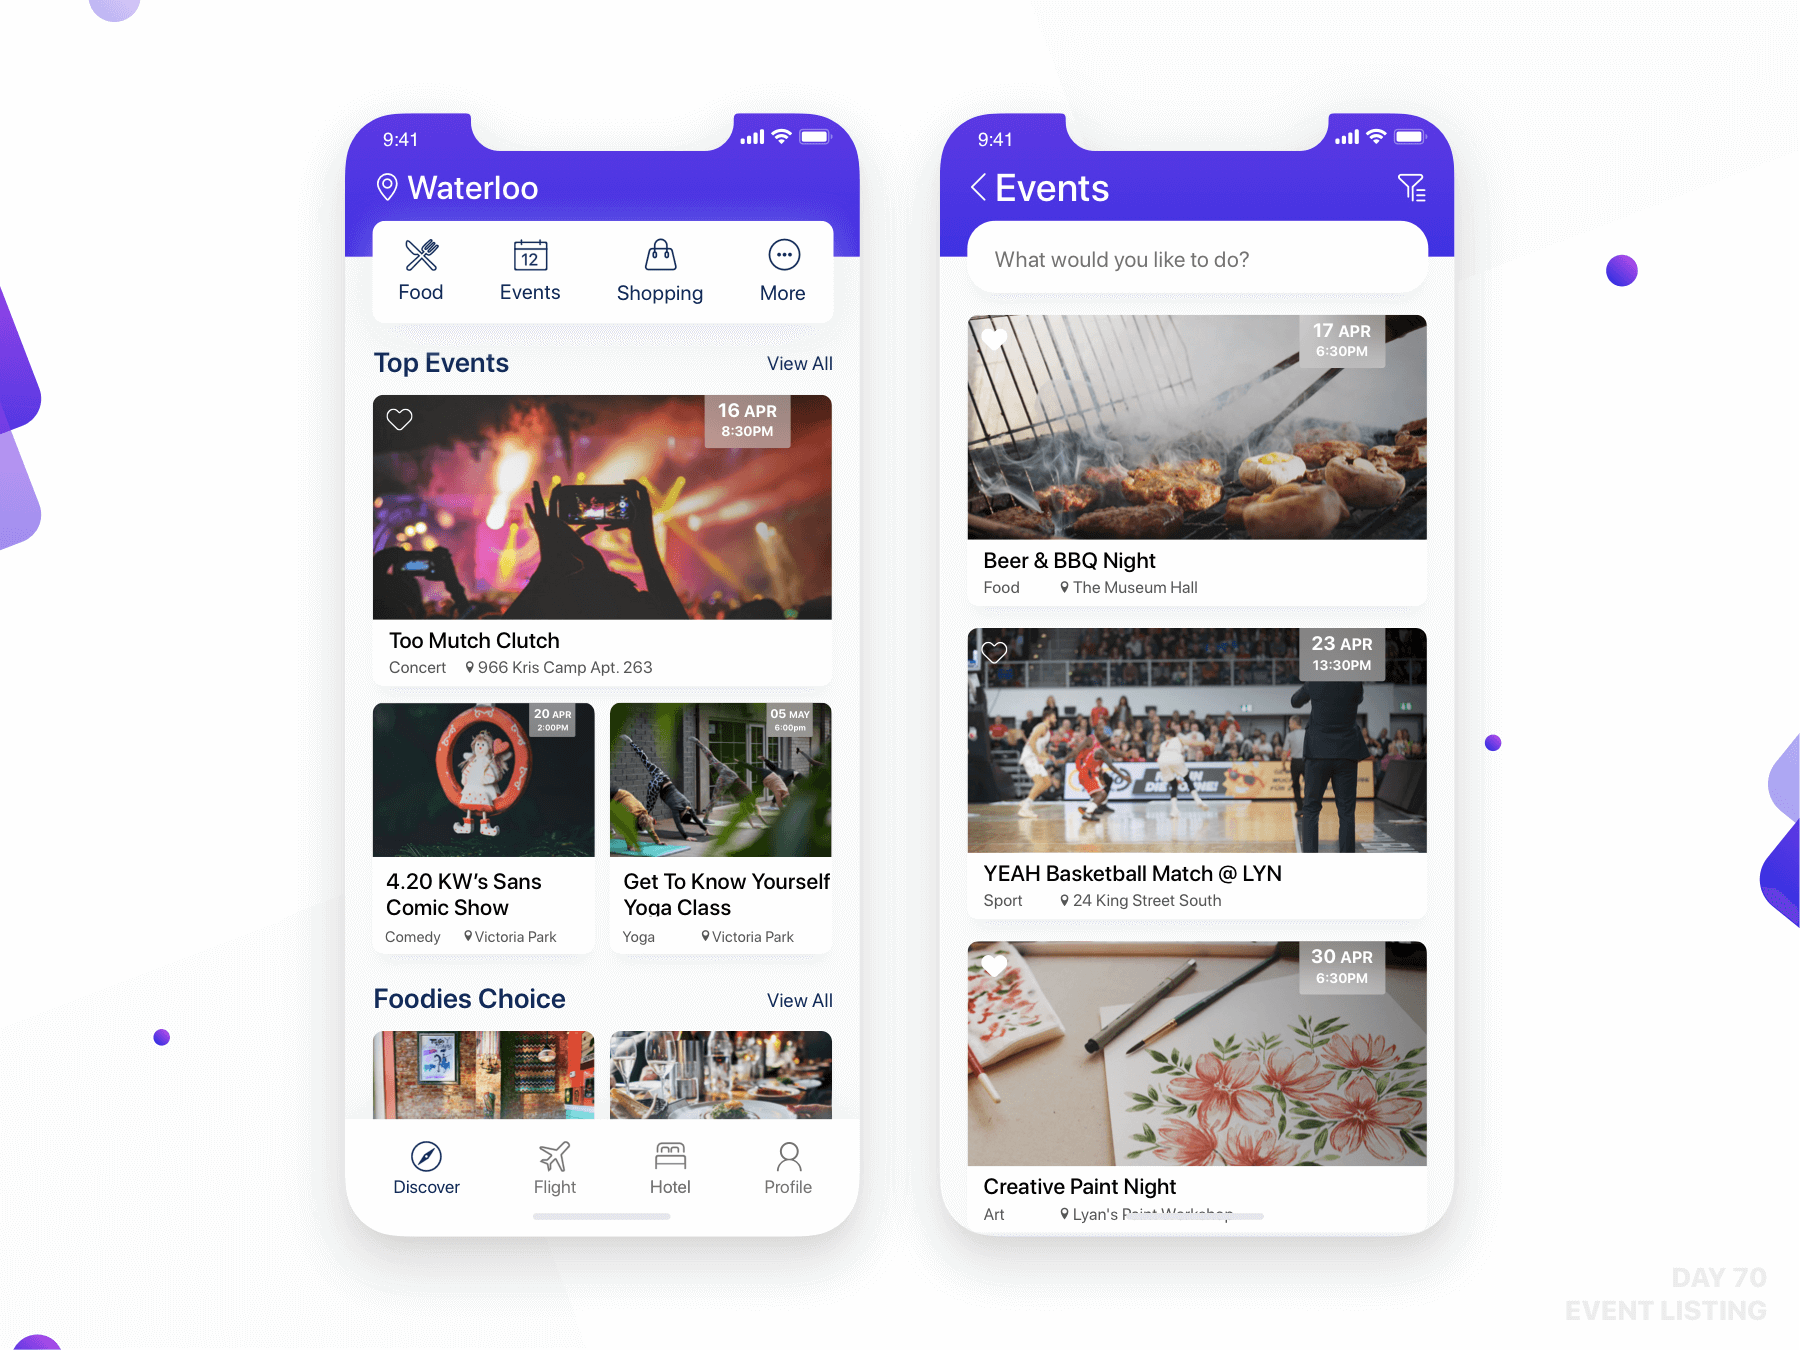 9:41
Waterloo
12
Food
Events
Shopping
More
Top Events
View All
16 APR
8:30PM
Too Mutch Clutch
Concert
966 Kris Camp Apt. 263
20 APR
2:00PM
4.20 KW's Sans
Comic Show
Comedy
Victoria Park
05 MAY
6:00pm
Get To Know Yourself
Yoga Class
Yoga
Victoria Park
Foodies Choice
View All
Discover
Flight
Hotel
Profile
9:41
Events
What would you like to do?
17 APR
6:30PM
Beer & BBQ Night
Food
The Museum Hall
23 APR
13:30PM
YEAH Basketball Match @ LYN
Sport
24 King Street South
30 APR
6:30PM
Creative Paint Night
Art
Lyan's Paint Workshop
DAY 70
EVENT LISTING